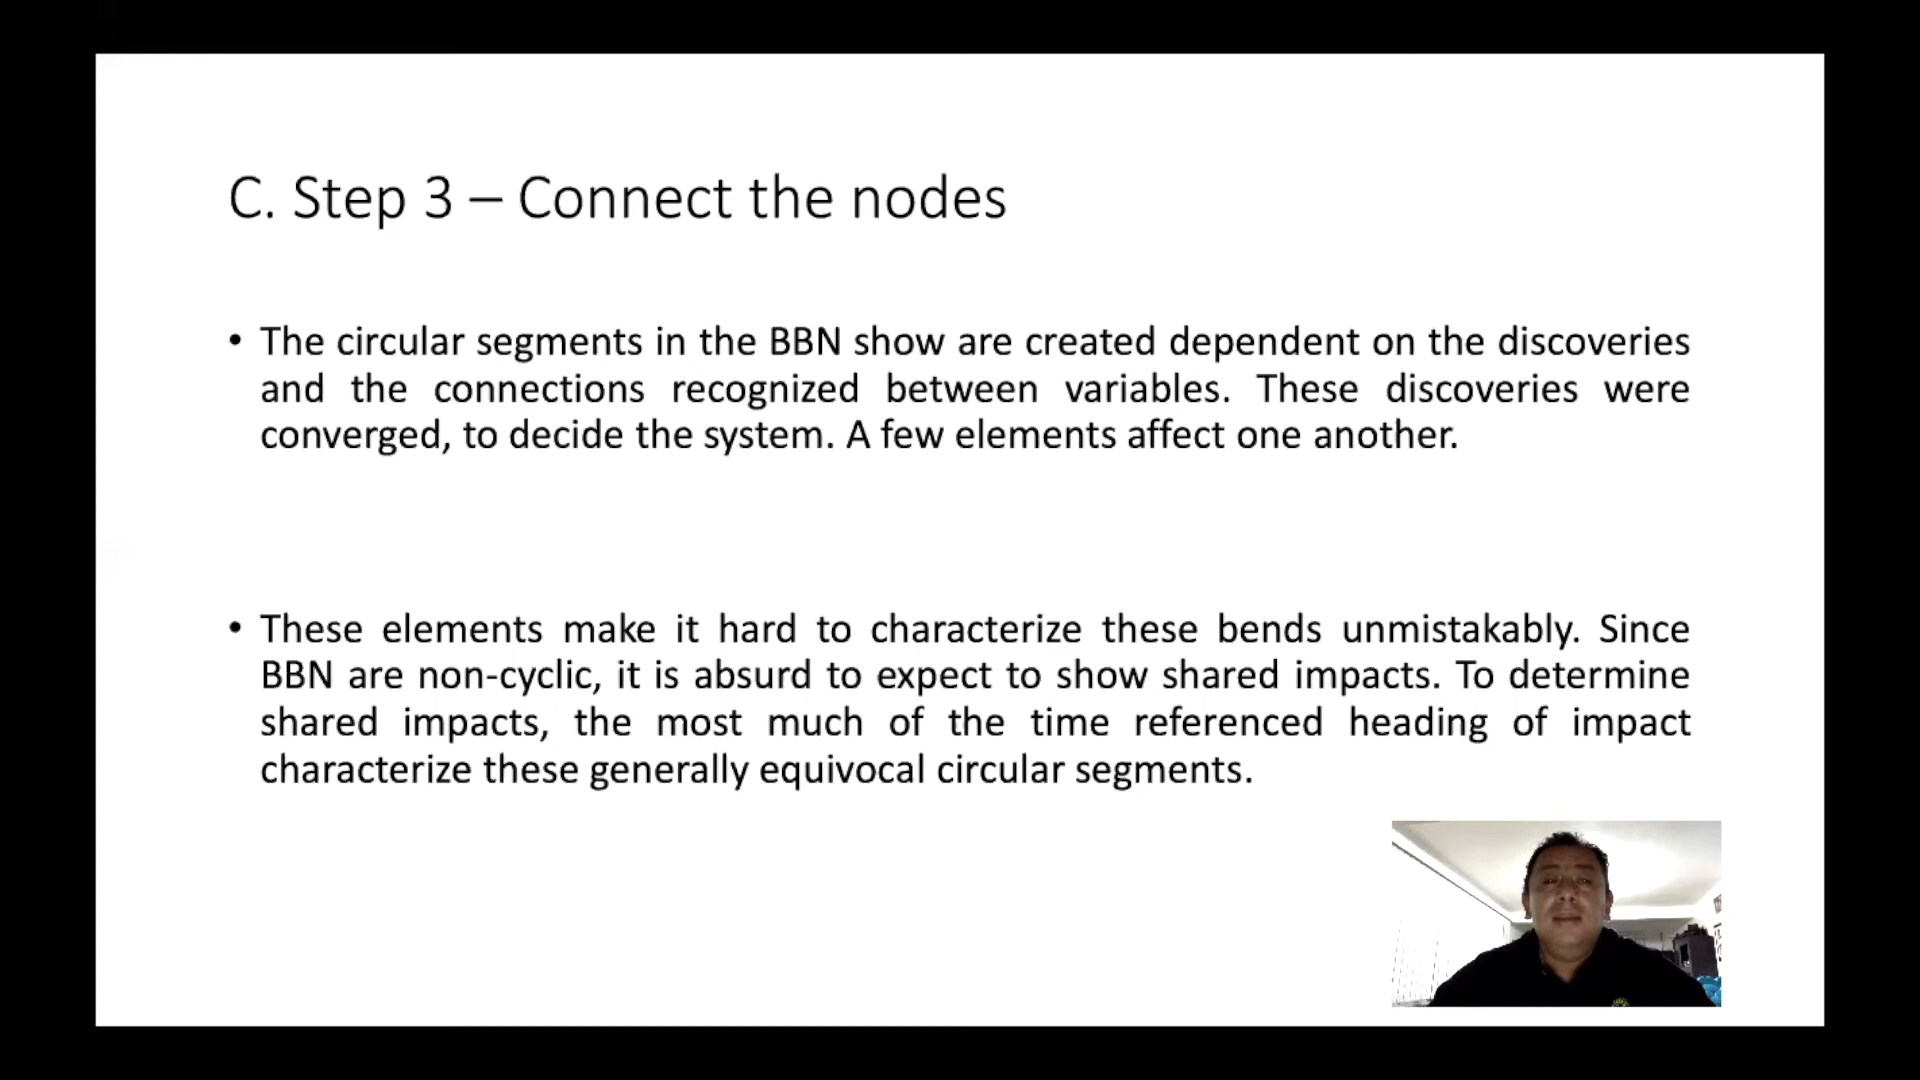 C. Step 3 – Connect the nodes
• The circular segments in the BBN show are created dependent on the discoveries
and the connections recognized between variables. These discoveries were
converged, to decide the system. A few elements affect one another.
• These elements make it hard to characterize these bends unmistakably. Since
BBN are non-cyclic, it is absurd to expect to show shared impacts. To determine
shared impacts, the most much of the time referenced heading of impact
characterize these generally equivocal circular segments.